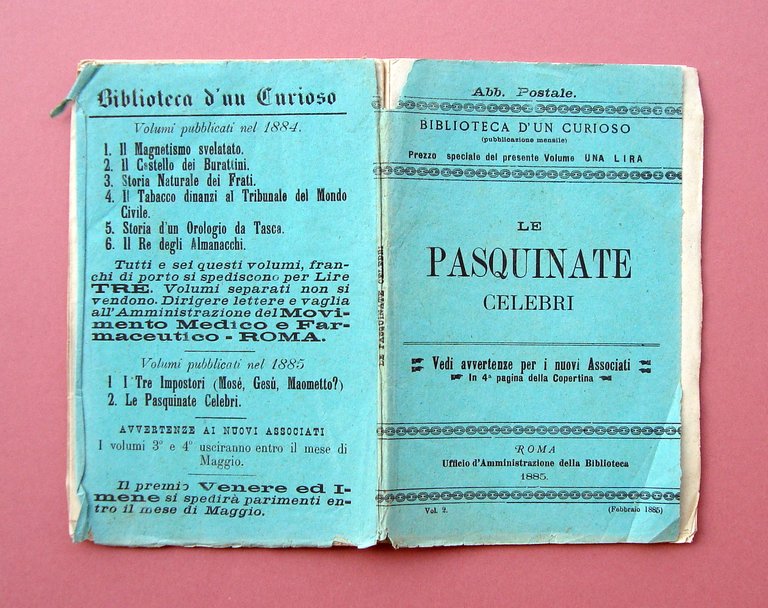 Biblioteca d'un Curioso
Volumi pubblicati nel 1884.
1. Il Magnetismo svelatato.
2. Il Castello dei Burattini.
3. Storia Naturale dei Frati.
4. Il Tabacco dinanzi al Tribunale del Mondo
Civile.
5. Storia d'un Orologio da Tasca.
6. Il Re degli Almanacchi.
Tutti e sei questi volumi, fran-
chi di porto si spediscono per Lire
TRE. Volumi separati non si
vendono. Dirigere lettere e vaglia
all'Amministrazione del Movi-
mento Medico e Far-
maceutico - ROMA.
Volumi pubblicati nel 1885
1 I Tre Impostori (Mosè, Gesú, Maometto?)
2. Le Pasquinate Celebri.
AVVERTENZE AI NUOVI ASSOCIATI
I volumi 3º e 4º usciranno entro il mese di
Maggio.
Il premio Venere ed I-
mene si spedirà parimenti en-
tro il mese di Maggio.
LE PASQUINATE CELEBRI
Abb. Postale.
BIBLIOTECA D'UN CURIOSO
(pubblicazione mensile)
Prezzo speciale del presente Volume UNA LIRA
LE
PASQUINATE
CELEBRI
Vedi avvertenze per i nuovi Associati
In 4ª pagina della Copertina
ROMA
Ufficio d'Amministrazione della Biblioteca
1885.
Vol. 2.
(Febbraio 1885)